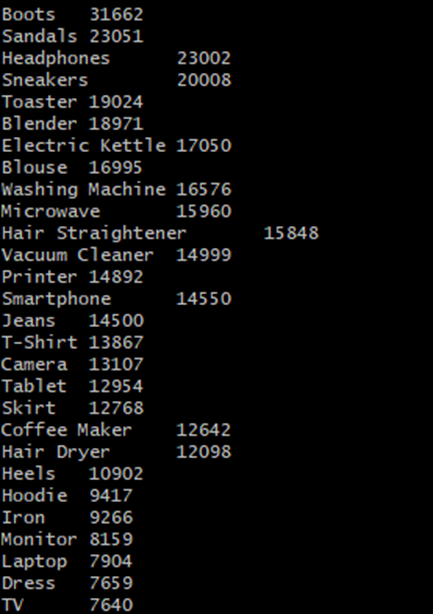 Boots 31662
Sandals 23051
Headphones 23002
Sneakers 20008
Toaster 19024
Blender 18971
Electric Kettle 17050
Blouse 16995
Washing Machine 16576
Microwave 15960
Hair Straightener 15848
Vacuum Cleaner 14999
Printer 14892
Smartphone 14550
Jeans 14500
T-Shirt 13867
Camera 13107
Tablet 12954
Skirt 12768
Coffee Maker 12642
Hair Dryer 12098
Heels 10902
Hoodie 9417
Iron 9266
Monitor 8159
Laptop 7904
Dress 7659
TV 7640